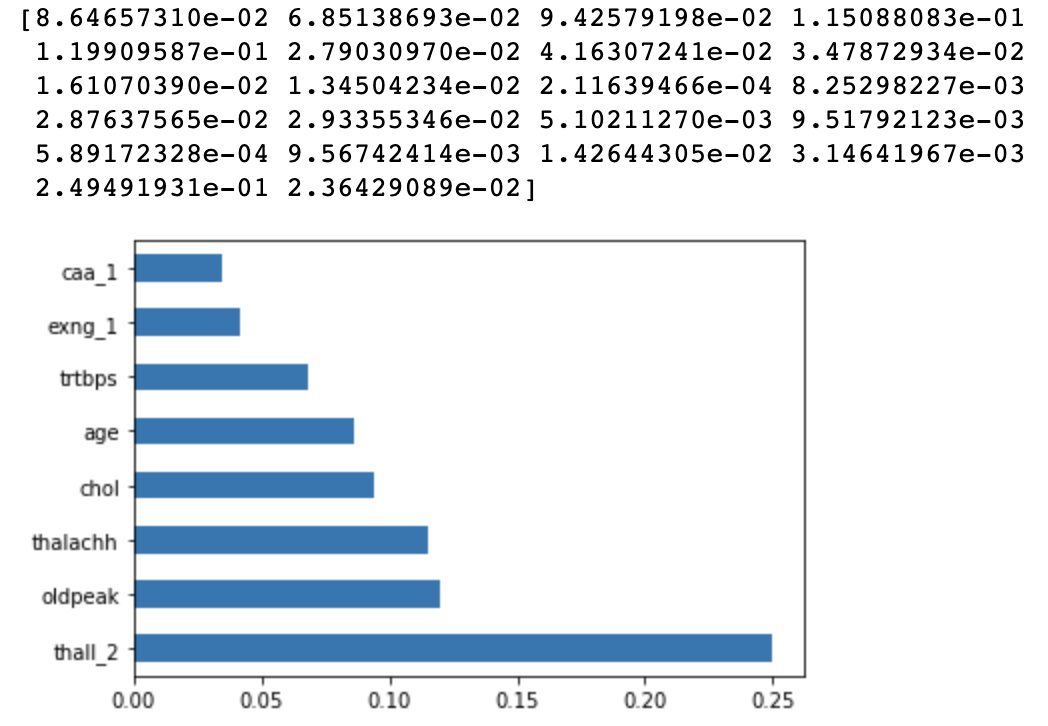 [8.64657310e-02 6.85138693e-02 9.42579198e-02 1.15088083e-01
1.19909587e-01 2.79030970e-02 4.16307241e-02 3.47872934e-02
1.61070390e-02 1.34504234e-02 2.11639466e-04 8.25298227e-03
2.87637565e-02 2.93355346e-02 5.10211270e-03 9.51792123e-03
5.89172328e-04 9.56742414e-03 1.42644305e-02 3.14641967e-03
2.49491931e-01 2.36429089e-02]
caa_1
exng_1
trtbps
age
chol
thalachh
oldpeak
thall_2
0.00 0.05 0.10 0.15 0.20 0.25